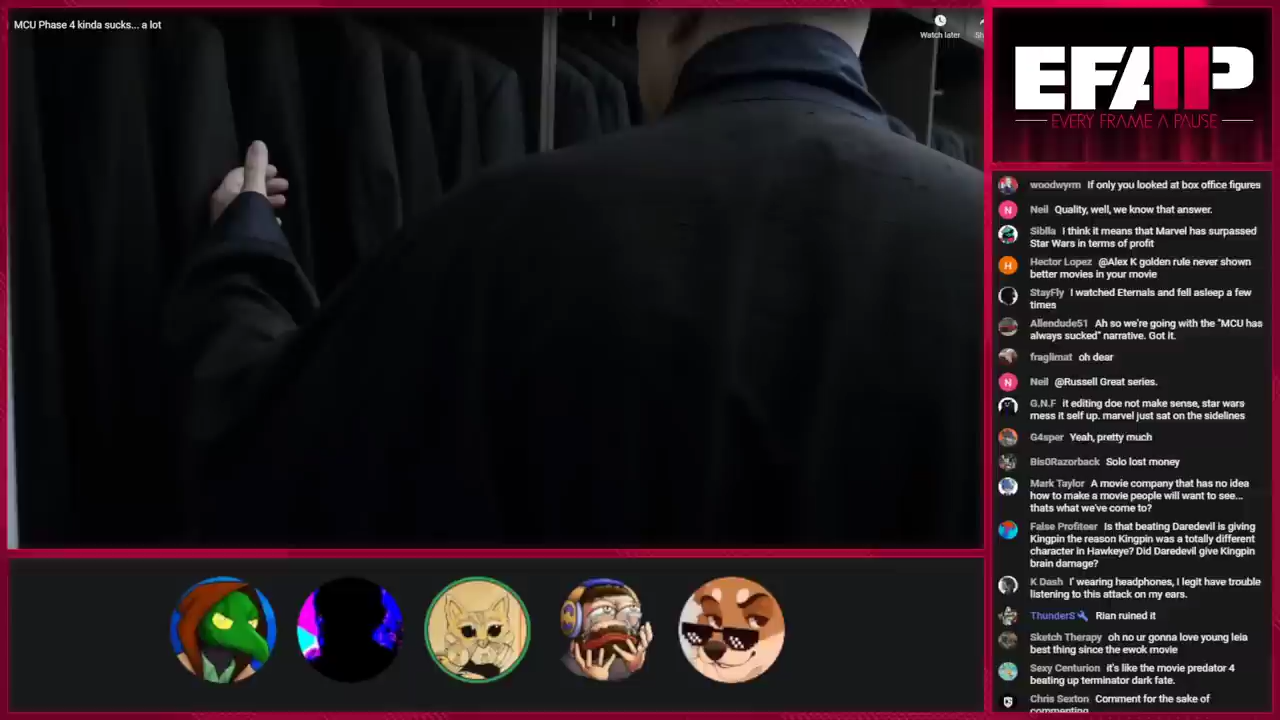 MCU Phase 4 kinda sucks... a lot
Watch later
Sh
EFAP
EVERY FRAME A PAUSE
woodwyrm If only you looked at box office figures
Neil Quality, well, we know that answer.
Siblla I think it means that Marvel has surpassed
Star Wars in terms of profit
Hector Lopez @Alex K golden rule never shown
better movies in your movie
StayFly I watched Eternals and fell asleep a few
times
Allendude51 Ah so we're going with the "MCU has
always sucked" narrative. Got it.
fraglimat oh dear
Neil @Russell Great series.
G.N.F it editing doe not make sense, star wars
mess it self up. marvel just sat on the sidelines
G4sper Yeah, pretty much
Bis0Razorback Solo lost money
Mark Taylor A movie company that has no idea
how to make a movie people will want to see...
thats what we've come to?
False Profiteer Is that beating Daredevil is giving
Kingpin the reason Kingpin was a totally different
character in Hawkeye? Did Daredevil give Kingpin
brain damage?
K Dash I' wearing headphones, I legit have trouble
listening to this attack on my ears.
ThunderS Rian ruined it
Sketch Therapy oh no ur gonna love young leia
best thing since the ewok movie
Sexy Centurion it's like the movie predator 4
beating up terminator dark fate.
Chris Sexton Comment for the sake of
commenting